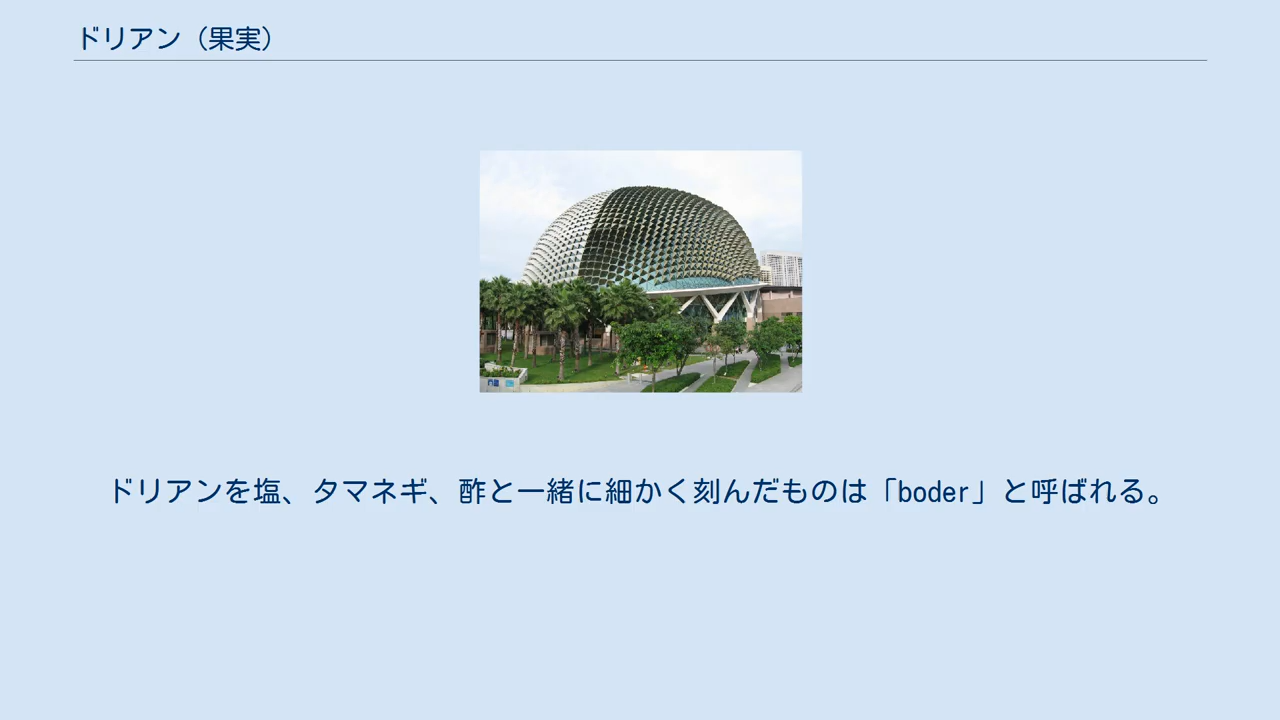 ドリアン（果実）
ドリアンを塩、タマネギ、酢と一緒に細かく刻んだものは「boder」と呼ばれる。